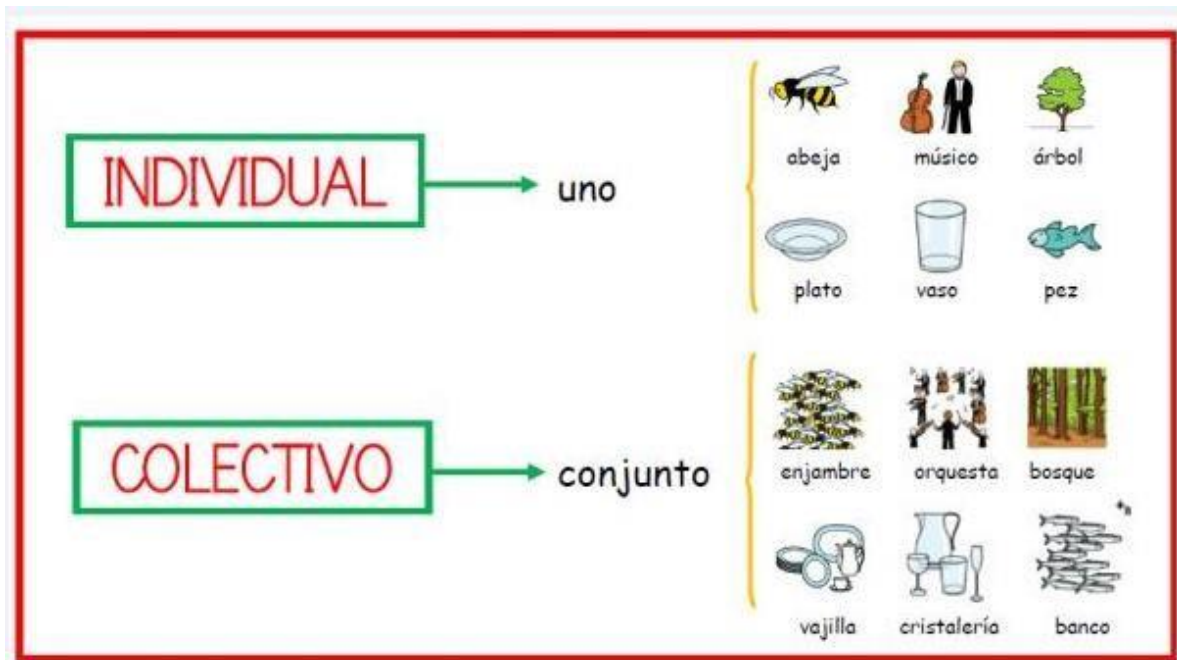 INDIVIDUAL
uno
abeja músico árbol
plato vaso pez
COLECTIVO
conjunto
enjambre orquesta bosque
vajilla cristalería banco